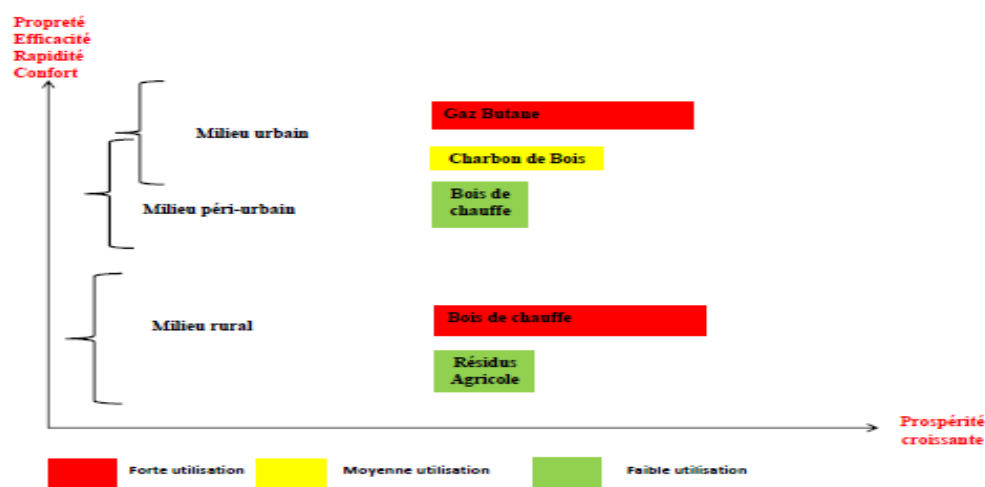 Propreté
Efficacité
Rapidité
Confort
Gaz Butane
Milieu urbain
Charbon de Bois
Bois de
chauffe
Milieu péri-urbain
Bois de chauffe
Milieu rural
Résidus
Agricole
Prospérité
croissante
Forte utilisation
Moyenne utilisation
Faible utilisation